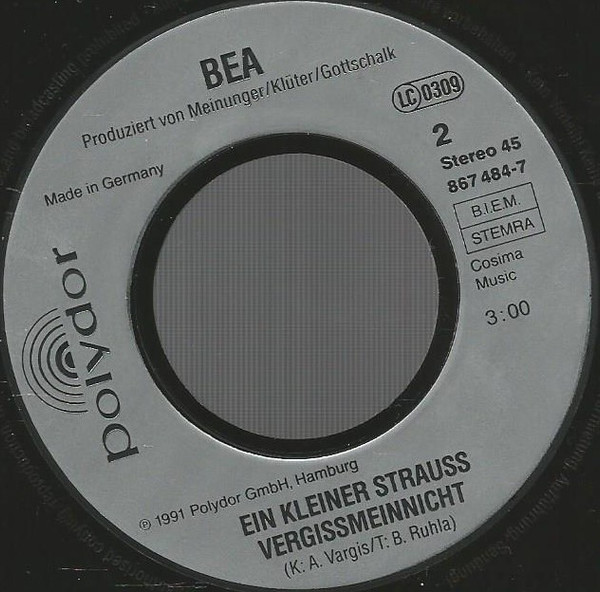 BEA
Produziert von Meinunger/Klüter/Gottschalk
LC 0309
2
Stereo 45
867 484-7
B.I.E.M.
STEMRA
Cosima
Music
3:00
Made in Germany
polydor
℗ 1991 Polydor GmbH, Hamburg
EIN KLEINER STRAUSS
VERGISSMEINNICHT
(K: A. Vargis/T: B. Ruhla)